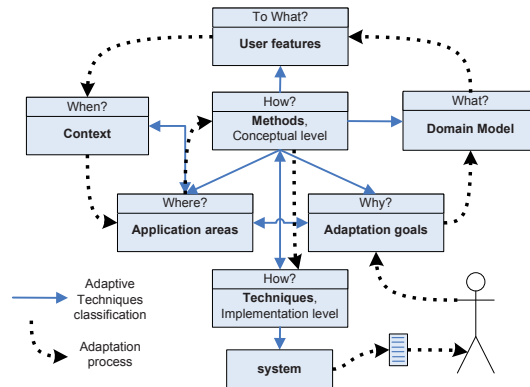 To What?
User features
When?
Context
How?
Methods,
Conceptual level
What?
Domain Model
Where?
Application areas
Why?
Adaptation goals
How?
Techniques,
Implementation level
system
Adaptive
Techniques
classification
Adaptation
process